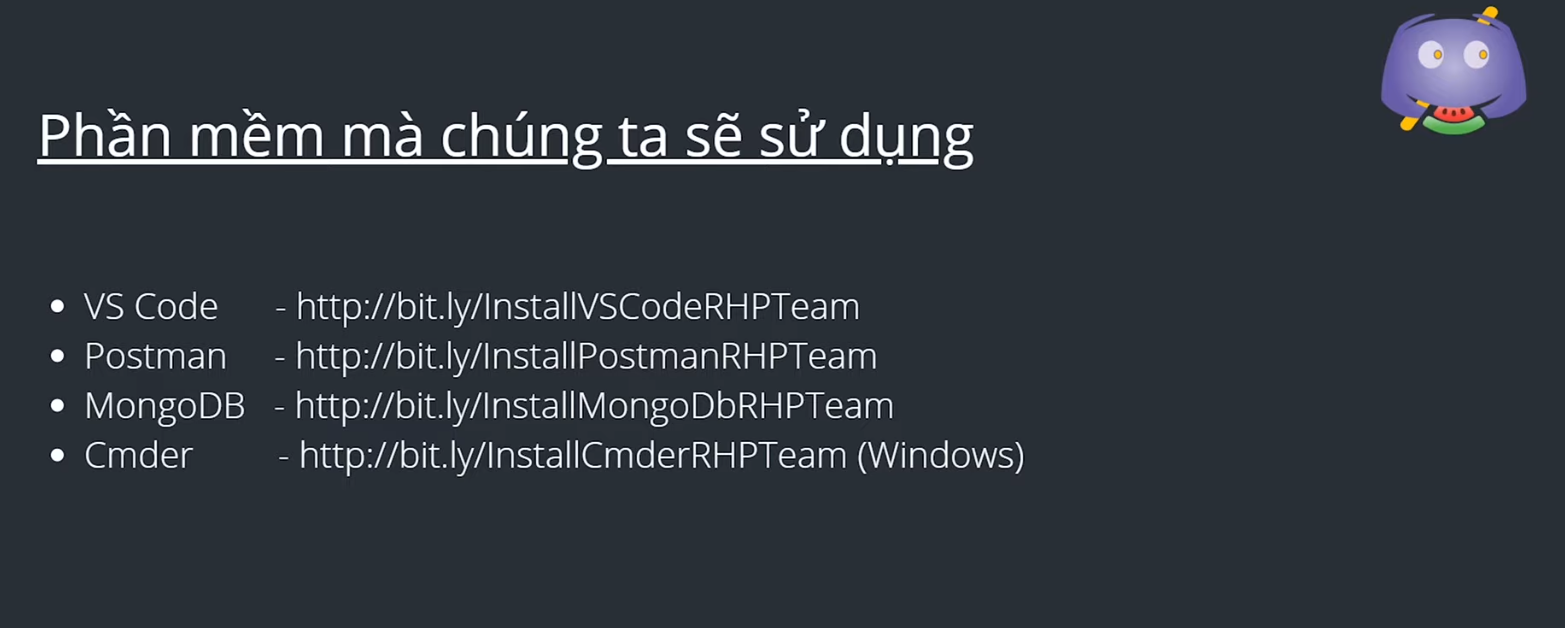 Phần mềm mà chúng ta sẽ sử dụng
• VS Code - http://bit.ly/InstallVSCodeRHPTeam
• Postman - http://bit.ly/InstallPostmanRHPTeam
• MongoDB - http://bit.ly/InstallMongoDbRHPTeam
• Cmder - http://bit.ly/InstallCmderRHPTeam (Windows)